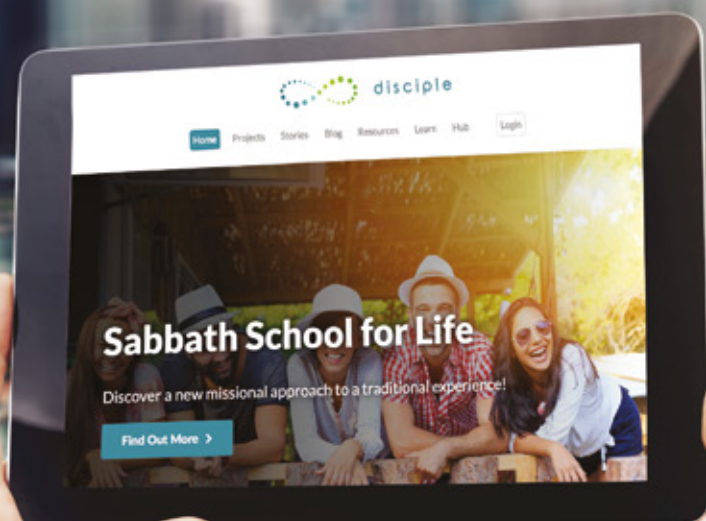 disciple
Home Projects Stories Blog Resources Learn Hub Login
Sabbath School for Life
Discover a new missional approach to a traditional experience!
Find Out More >